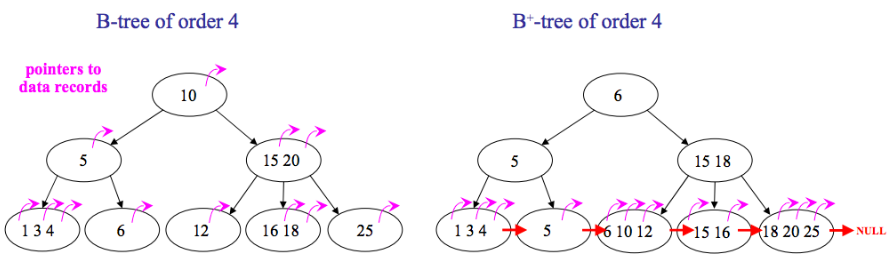 B-tree of order 4
B+-tree of order 4
pointers to
data records
10
6
5
15 20
5
15 18
1 3 4
6
12
16 18
25
1 3 4
5
6 10 12
15 16
18 20 25
NULL